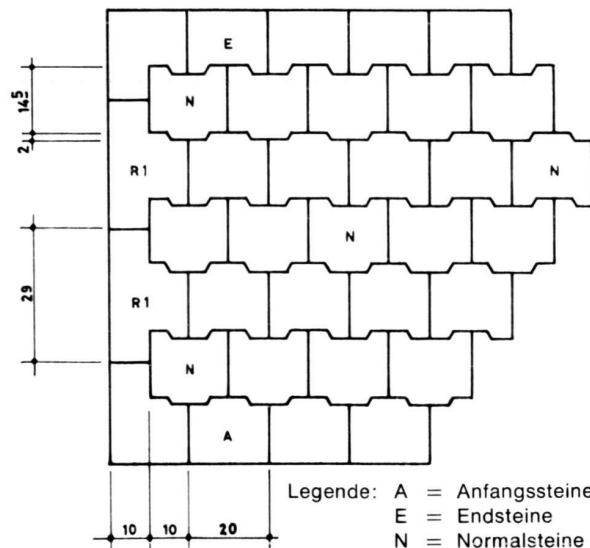 E
N
14⁵
2
R1
N
N
29
R1
N
A
10 10 20
Legende: A = Anfangssteine
E = Endsteine
N = Normalsteine